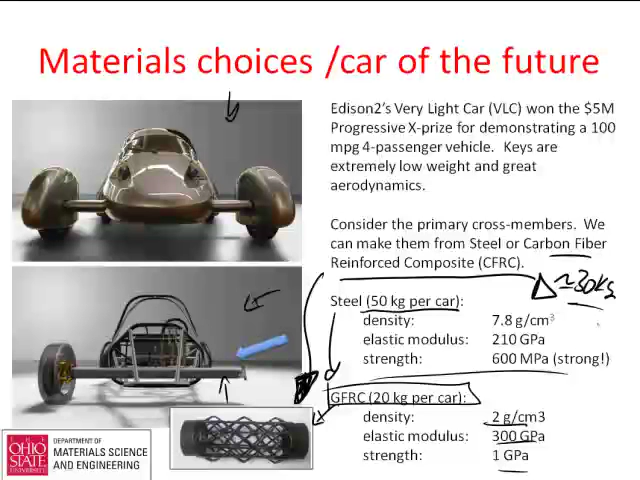 Materials choices /car of the future
Edison2's Very Light Car (VLC) won the $5M
Progressive X-prize for demonstrating a 100
mpg 4-passenger vehicle. Keys are
extremely low weight and great
aerodynamics.
Consider the primary cross-members. We
can make them from Steel or Carbon Fiber
Reinforced Composite (CFRC).
Δ≈30kg
Steel (50 kg per car):
density: 7.8 g/cm³
elastic modulus: 210 GPa
strength: 600 MPa (strong!)
GFRC (20 kg per car):
density: 2 g/cm3
elastic modulus: 300 GPa
strength: 1 GPa
THE
OHIO
STATE
UNIVERSITY
DEPARTMENT OF
MATERIALS SCIENCE
AND ENGINEERING